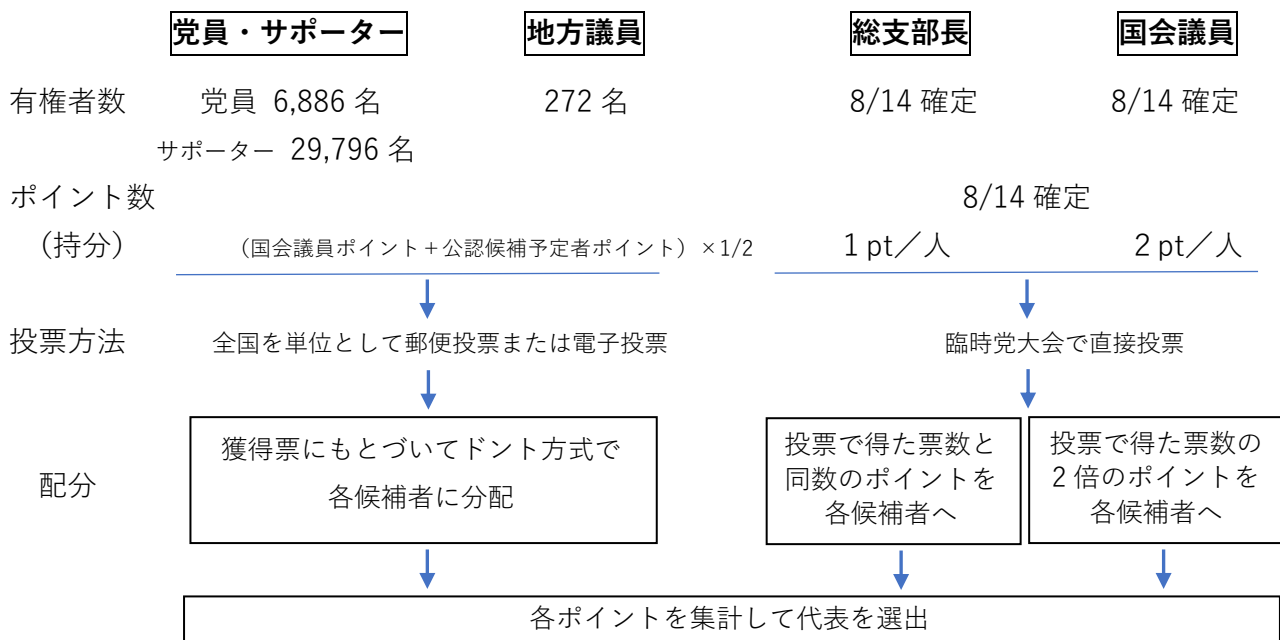 党員・サポーター 地方議員 総支部長 国会議員
有権者数 党員 6,886 名 272 名 8/14 確定 8/14 確定
サポーター 29,796 名
ポイント数 8/14 確定
（持分） （国会議員ポイント＋公認候補予定者ポイント）×1/2 1 pt／人 2 pt／人
投票方法 全国を単位として郵便投票または電子投票 臨時党大会で直接投票
配分
獲得票にもとづいてドント方式で
各候補者に分配
投票で得た票数と
同数のポイントを
各候補者へ
投票で得た票数の
2 倍のポイントを
各候補者へ
各ポイントを集計して代表を選出